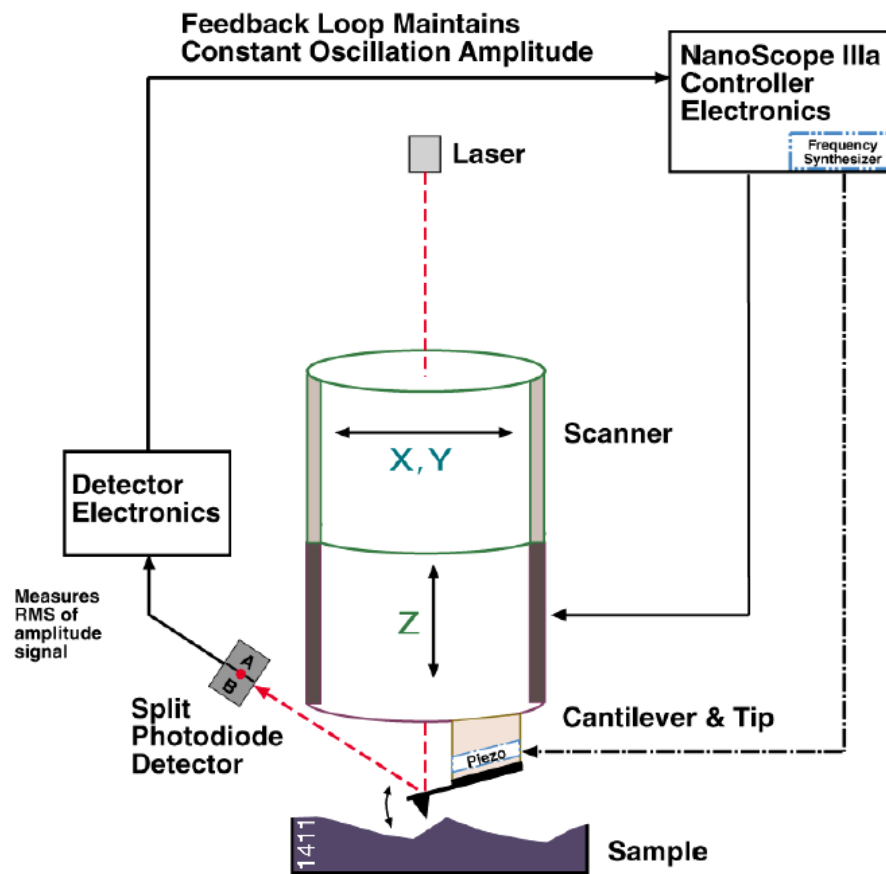 Feedback Loop Maintains
Constant Oscillation Amplitude
NanoScope IIIa
Controller
Electronics
Frequency
Synthesizer
Laser
X, Y
Scanner
Detector
Electronics
Z
Measures
RMS of
amplitude
signal
A
B
Split
Photodiode
Detector
Cantilever & Tip
Piezo
1411
Sample